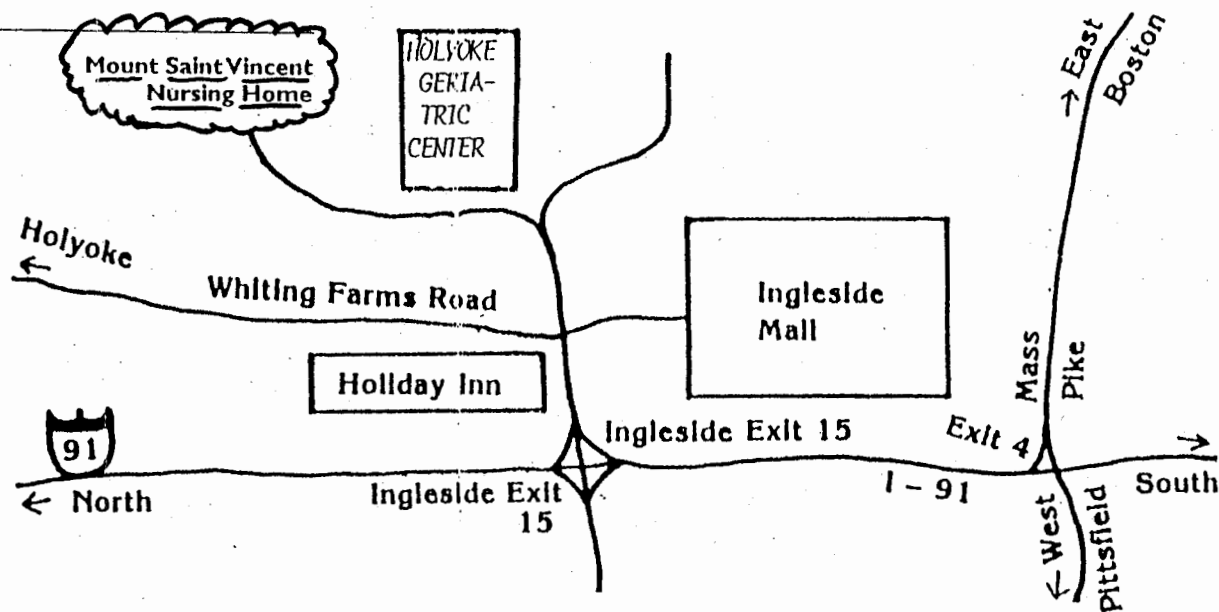 Mount Saint Vincent
Nursing Home
HOLYOKE
GERIA-
TRIC
CENTER
→ East
Boston
Holyoke
←
Whiting Farms Road
Ingleside
Mall
Holiday Inn
Mass
Pike
91
Ingleside Exit 15
Exit 4
→
← North
Ingleside Exit
15
I-91
South
← West
Pittsfield